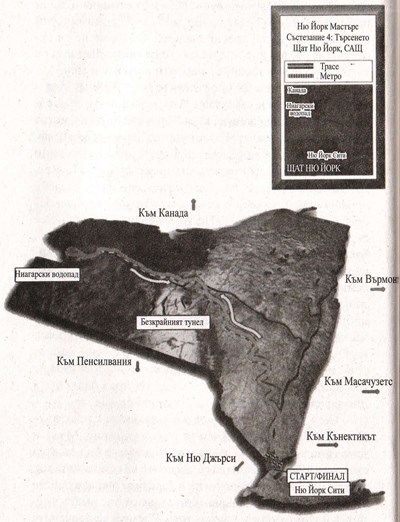 Ню Йорк Мастърс
Състезание 4: Търсенето
Щат Ню Йорк, САЩ
Трасе
Метро
Канада
Ниагарски
водопад
Ню Йорк Сити
ЩАТ НЮ ЙОРК
Към Канада
Ниагарски водопад
Към Върмон
Безкрайният тунел
Към Пенсилвания
Към Масачузетс
Към Кънектикът
Към Ню Джърси
СТАРТ/ФИНАЛ
Ню Йорк Сити